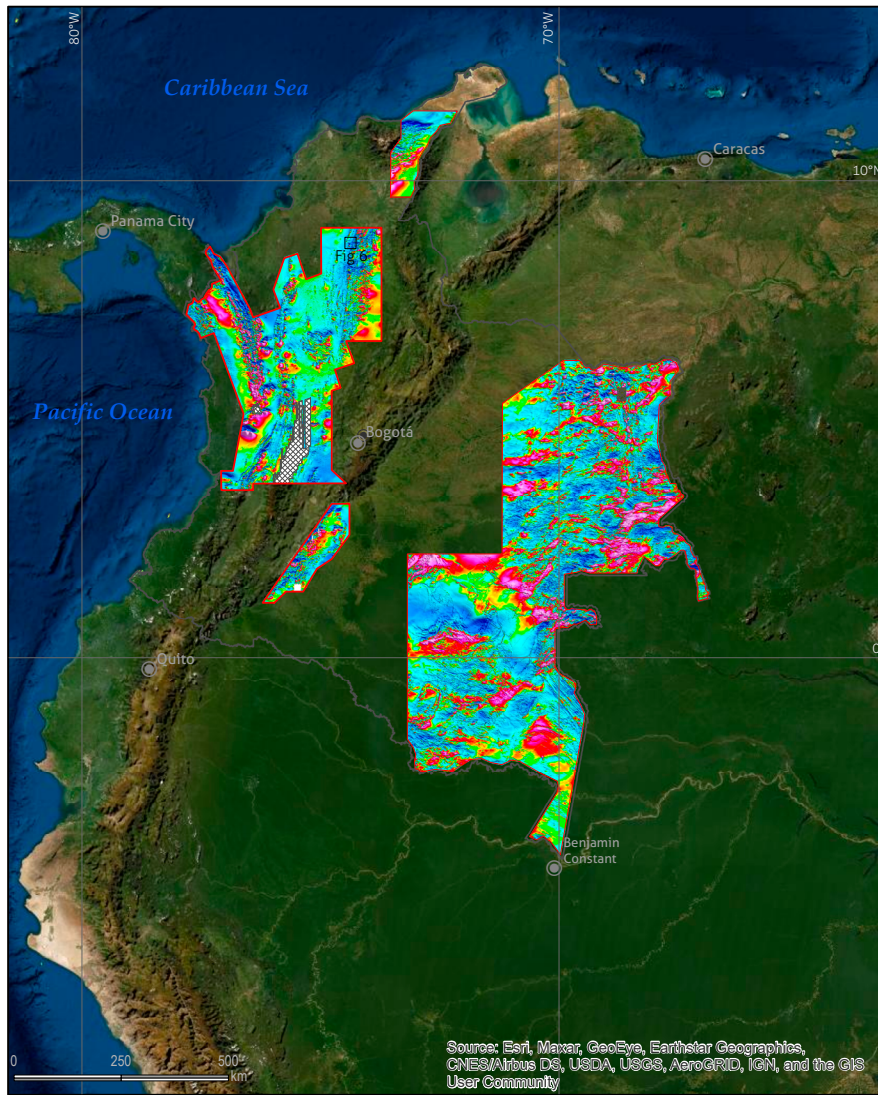 80°W
70°W
Caribbean Sea
Caracas
10°N
Panama City
Fig 6
Pacific Ocean
Bogotá
Quito
0
Benjamin
Constant
Source: Esri, Maxar, GeoEye, Earthstar Geographics,
CNES/Airbus DS, USDA, USGS, AeroGRID, IGN, and the GIS
User Community
0 250 500
Km